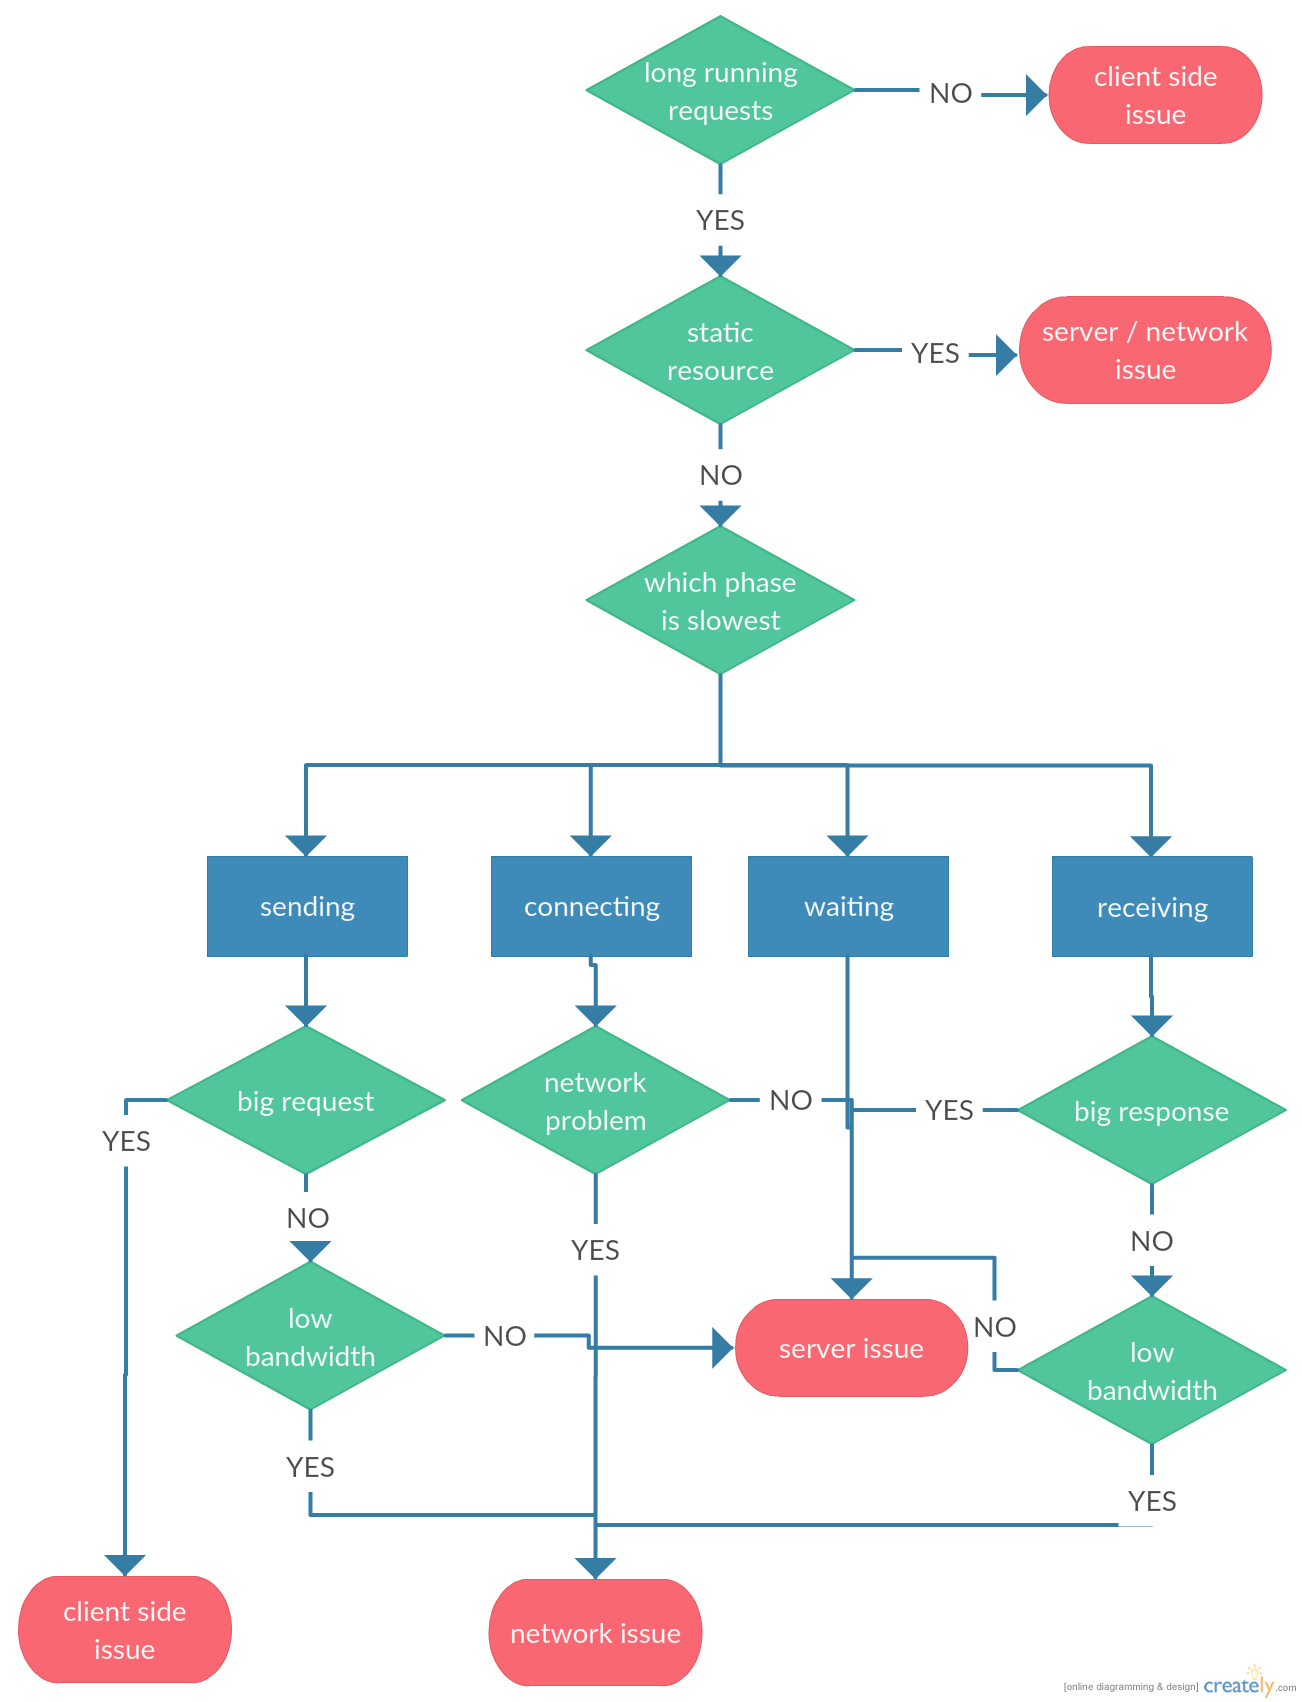 long running
requests
NO
client side
issue
YES
static
resource
YES
server / network
issue
NO
which phase
is slowest
sending
connecting
waiting
receiving
big request
network
problem
NO
YES
big response
YES
NO
YES
NO
low
bandwidth
NO
server issue
NO
low
bandwidth
YES
YES
client side
issue
network issue
[online diagramming & design] creately.com